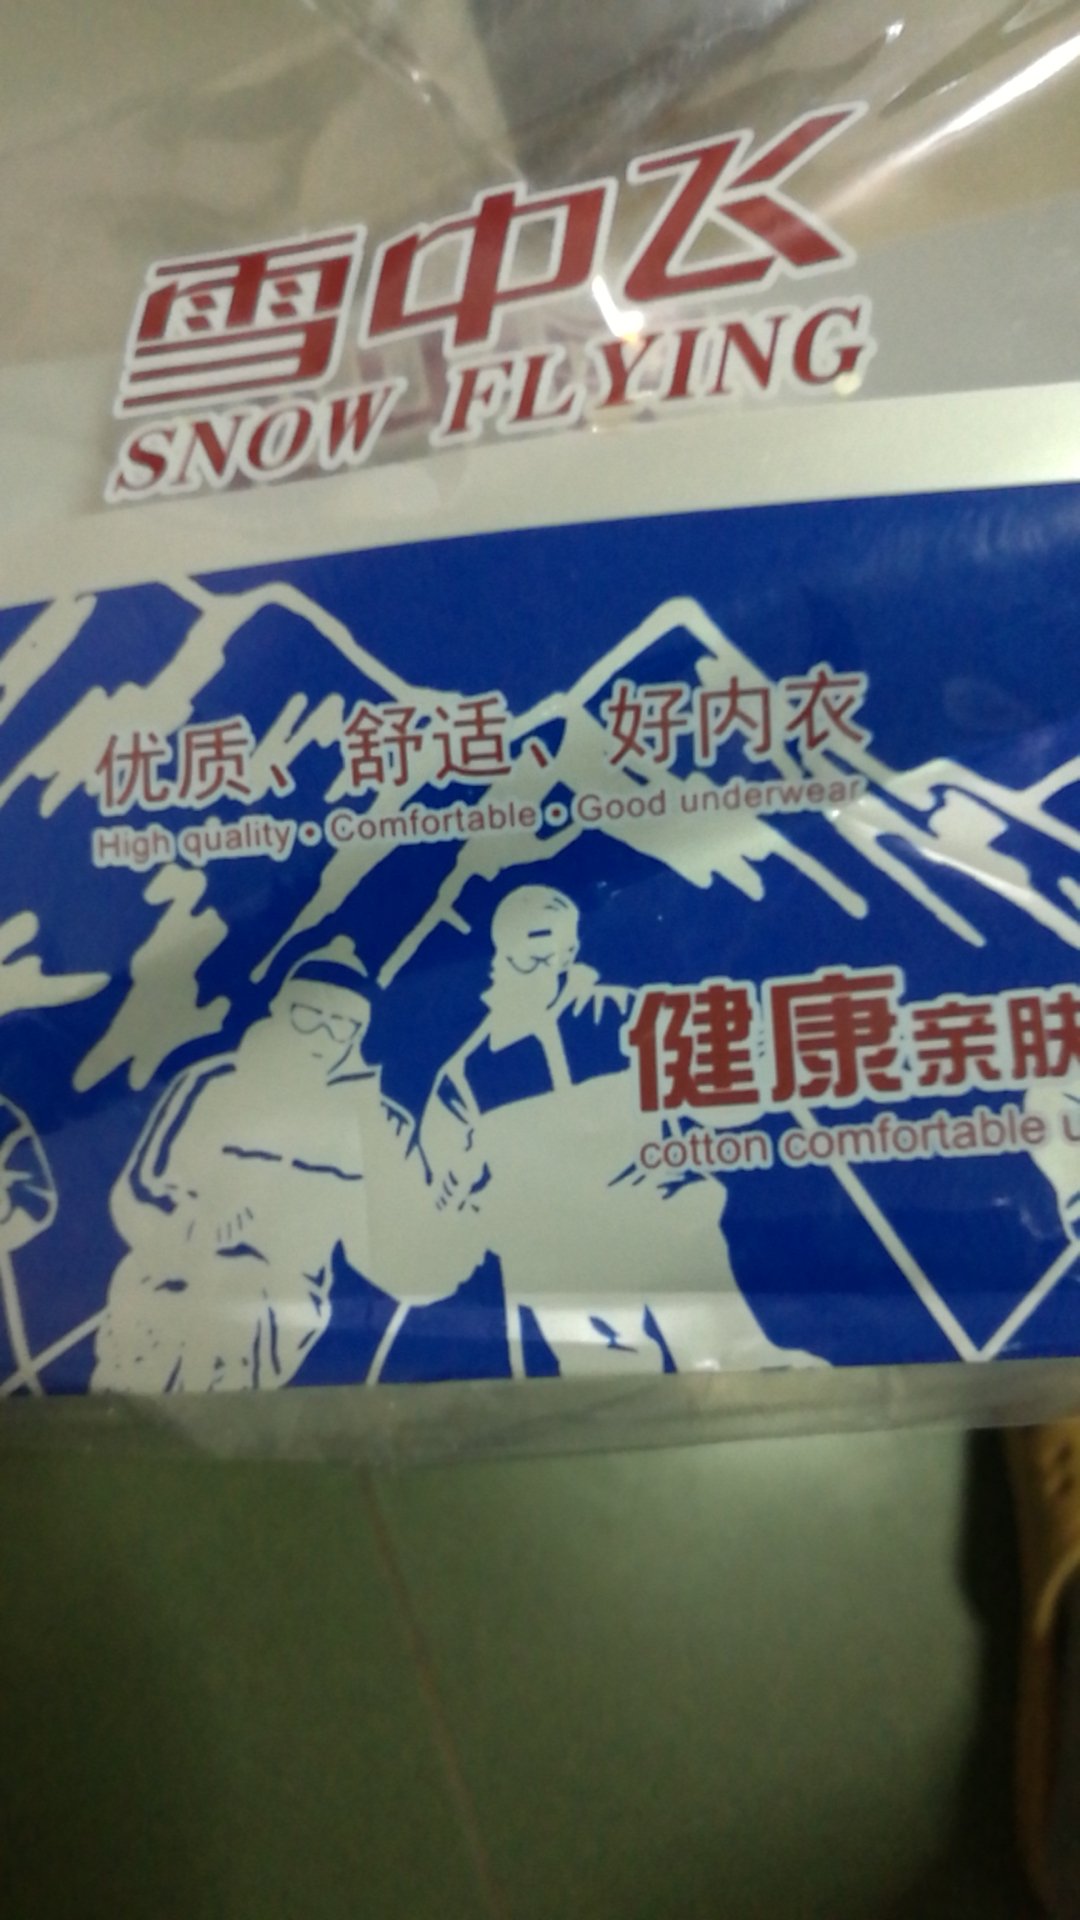 雪中飞
SNOW FLYING
优质、舒适、好内衣
High quality • Comfortable • Good underwear
健康亲肤
cotton comfortable